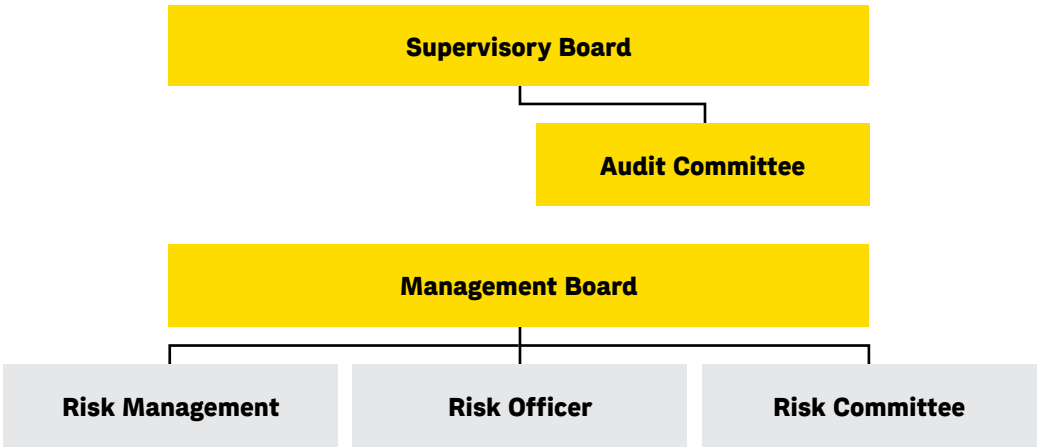 Supervisory Board
Audit Committee
Management Board
Risk Management
Risk Officer
Risk Committee